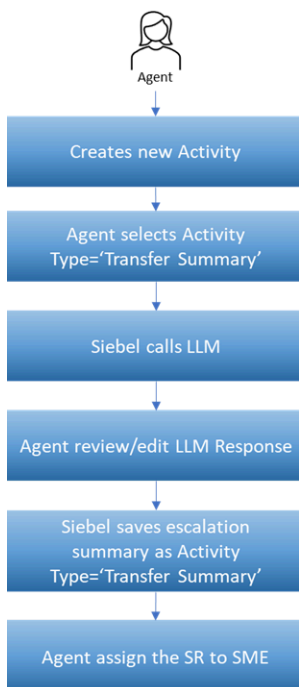 Agent
Creates new Activity
Agent selects Activity
Type=‘Transfer Summary’
Siebel calls LLM
Agent review/edit LLM Response
Siebel saves escalation
summary as Activity
Type=‘Transfer Summary’
Agent assign the SR to SME